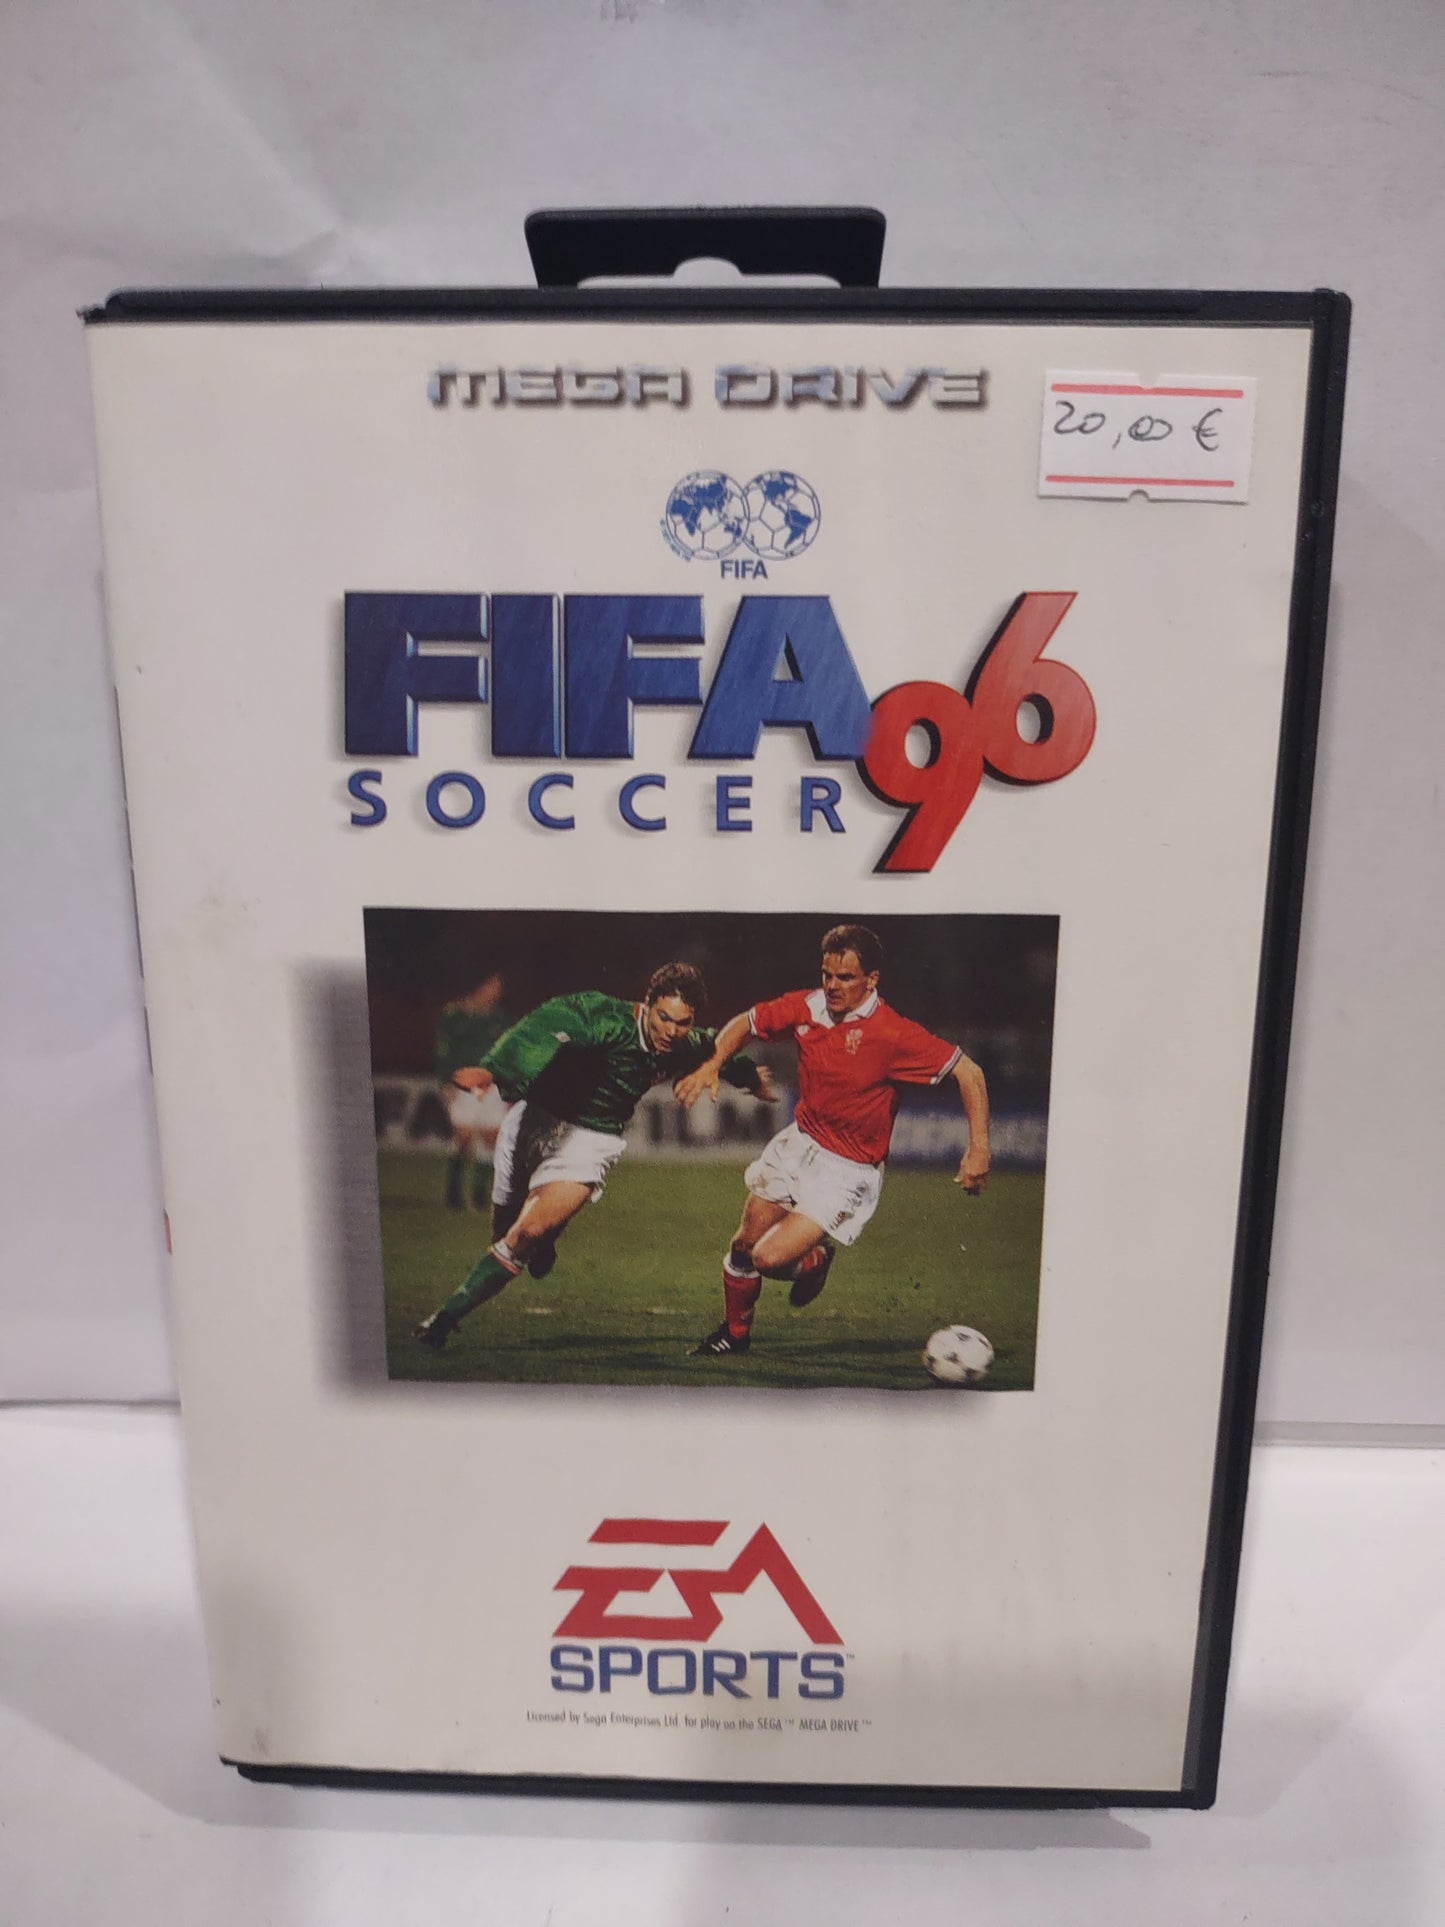 MEGA DRIVE
20,00 €
FIFA
FIFA 96
SOCCER
EA
SPORTS™
Licensed by Sega Enterprises Ltd. for play on the SEGA™ MEGA DRIVE™